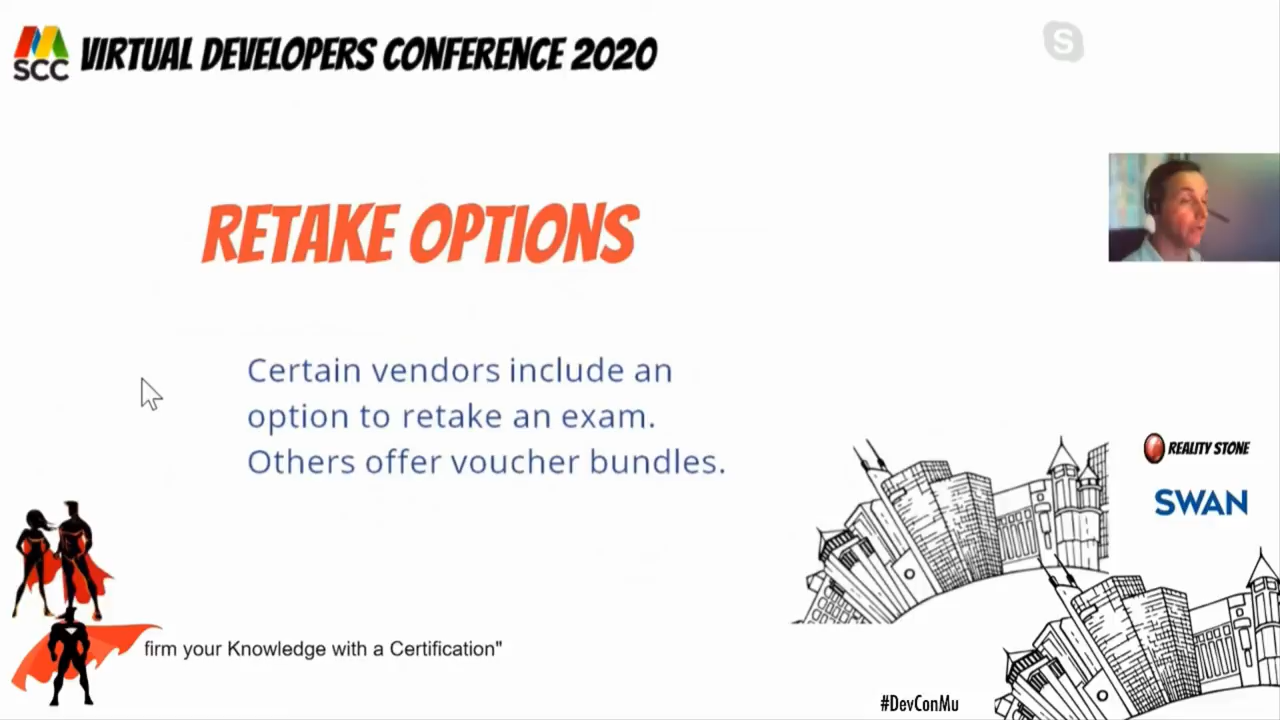 SCC
VIRTUAL DEVELOPERS CONFERENCE 2020
S
RETAKE OPTIONS
Certain vendors include an
option to retake an exam.
Others offer voucher bundles.
REALITY STONE
SWAN
firm your Knowledge with a Certification"
#DevConMu